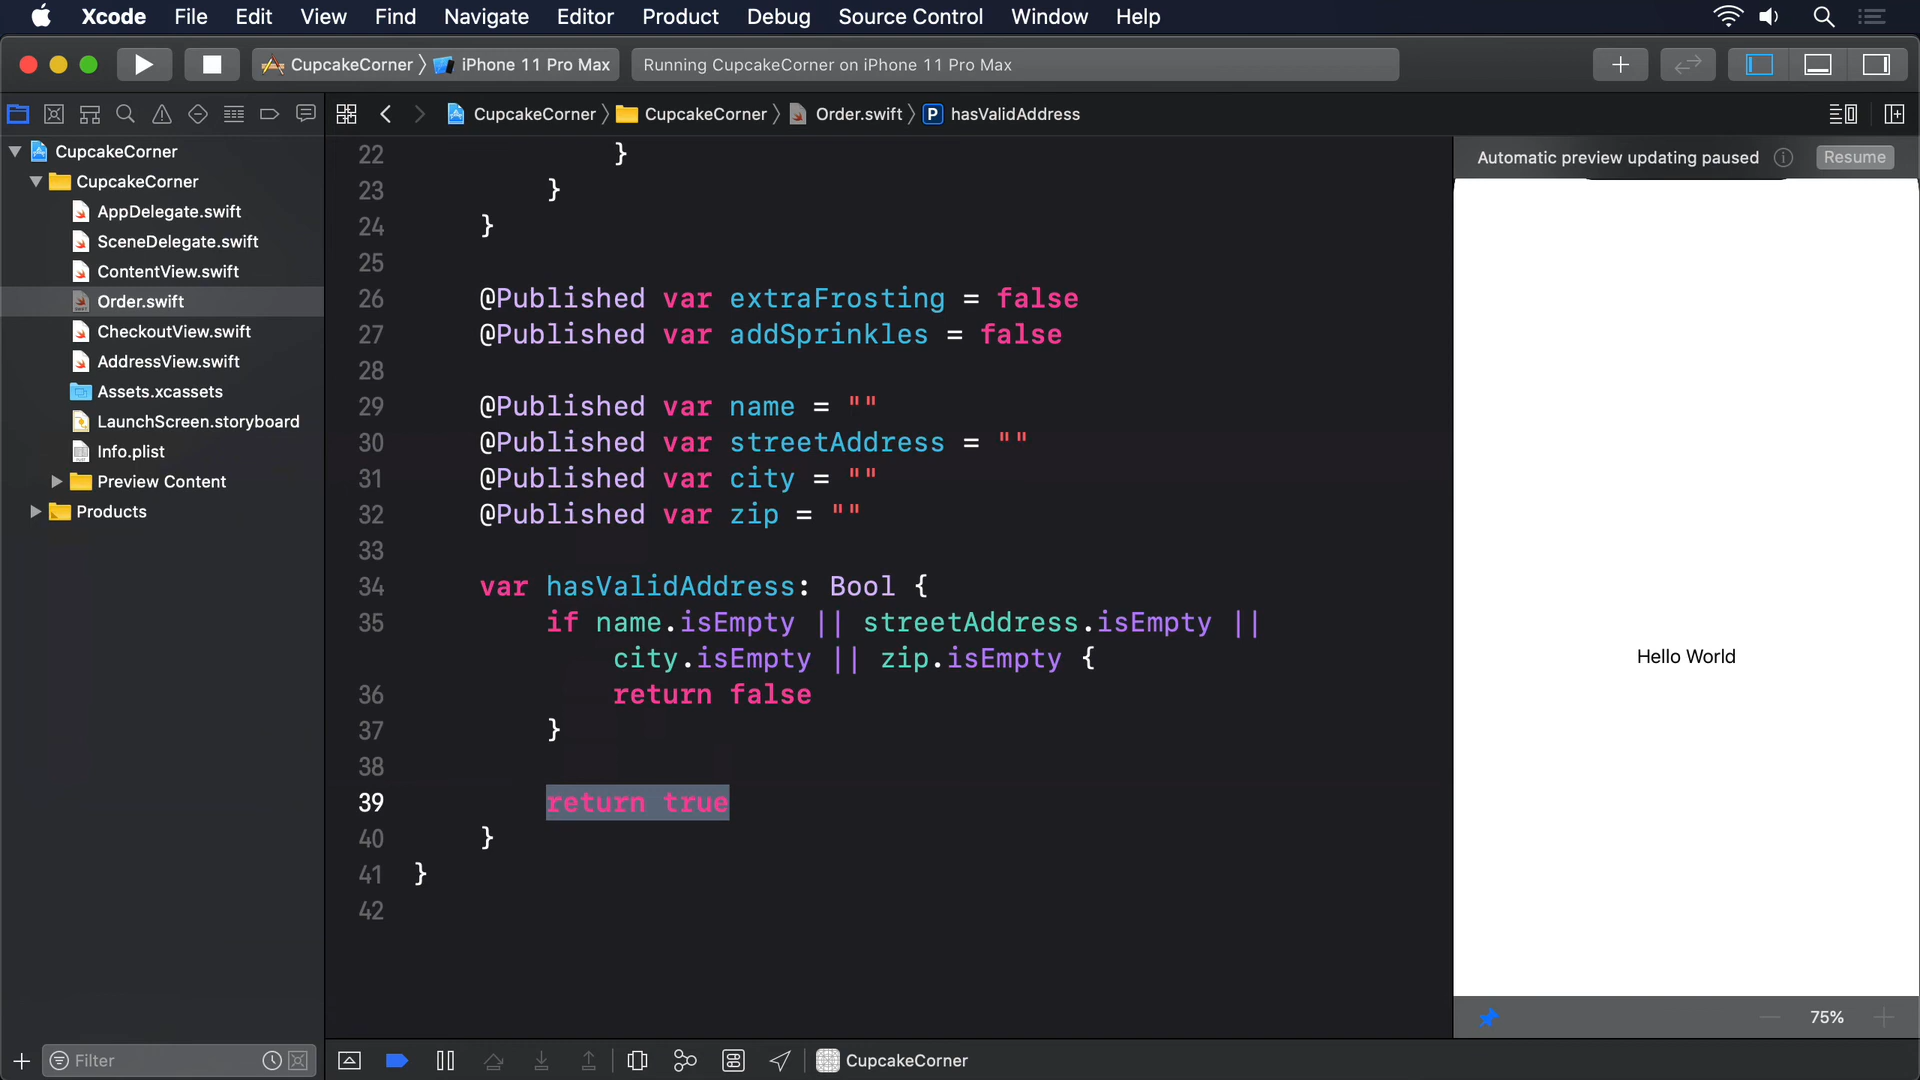 Xcode File Edit View Find Navigate Editor Product Debug Source Control Window Help
CupcakeCorner iPhone 11 Pro Max Running CupcakeCorner on iPhone 11 Pro Max
CupcakeCorner CupcakeCorner Order.swift P hasValidAddress
CupcakeCorner
CupcakeCorner
AppDelegate.swift
SceneDelegate.swift
ContentView.swift
Order.swift
CheckoutView.swift
AddressView.swift
Assets.xcassets
LaunchScreen.storyboard
Info.plist
Preview Content
Products
Filter
22 }
23 }
24 }
25
26 @Published var extraFrosting = false
27 @Published var addSprinkles = false
28
29 @Published var name = ""
30 @Published var streetAddress = ""
31 @Published var city = ""
32 @Published var zip = ""
33
34 var hasValidAddress: Bool {
35 if name.isEmpty || streetAddress.isEmpty ||
city.isEmpty || zip.isEmpty {
36 return false
37 }
38
39 return true
40 }
41 }
42
Automatic preview updating paused Resume
Hello World
75%
CupcakeCorner